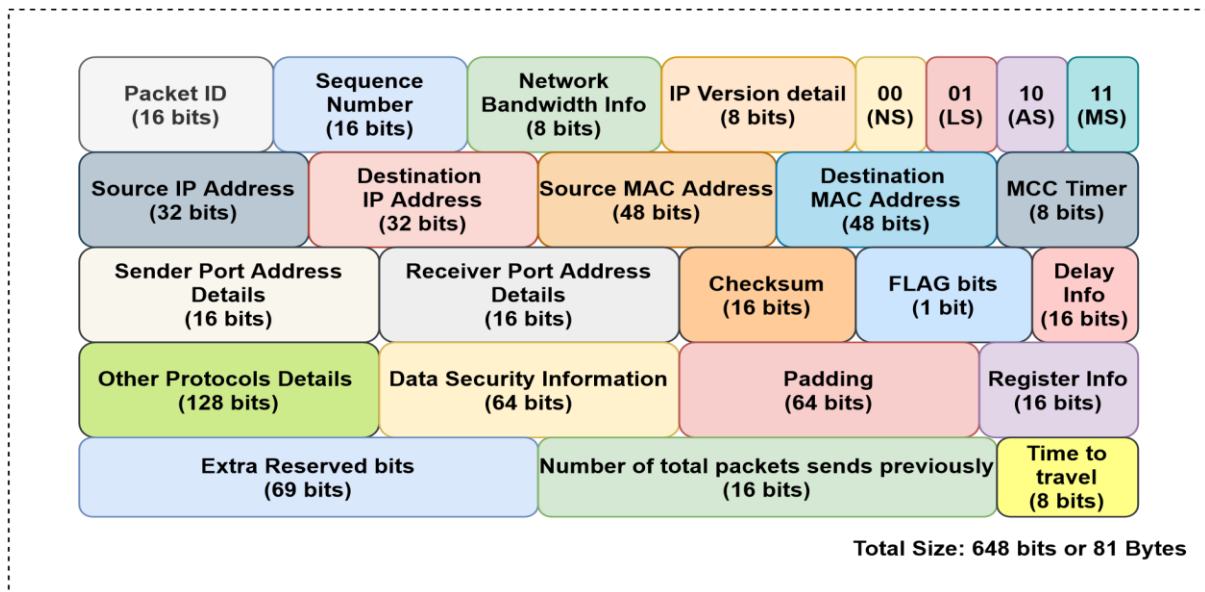 Packet ID
(16 bits)
Sequence
Number
(16 bits)
Network
Bandwidth Info
(8 bits)
IP Version detail
(8 bits)
00
(NS)
01
(LS)
10
(AS)
11
(MS)
Source IP Address
(32 bits)
Destination
IP Address
(32 bits)
Source MAC Address
(48 bits)
Destination
MAC Address
(48 bits)
MCC Timer
(8 bits)
Sender Port Address
Details
(16 bits)
Receiver Port Address
Details
(16 bits)
Checksum
(16 bits)
FLAG bits
(1 bit)
Delay
Info
(16 bits)
Other Protocols Details
(128 bits)
Data Security Information
(64 bits)
Padding
(64 bits)
Register Info
(16 bits)
Extra Reserved bits
(69 bits)
Number of total packets sends previously
(16 bits)
Time to
travel
(8 bits)
Total Size: 648 bits or 81 Bytes